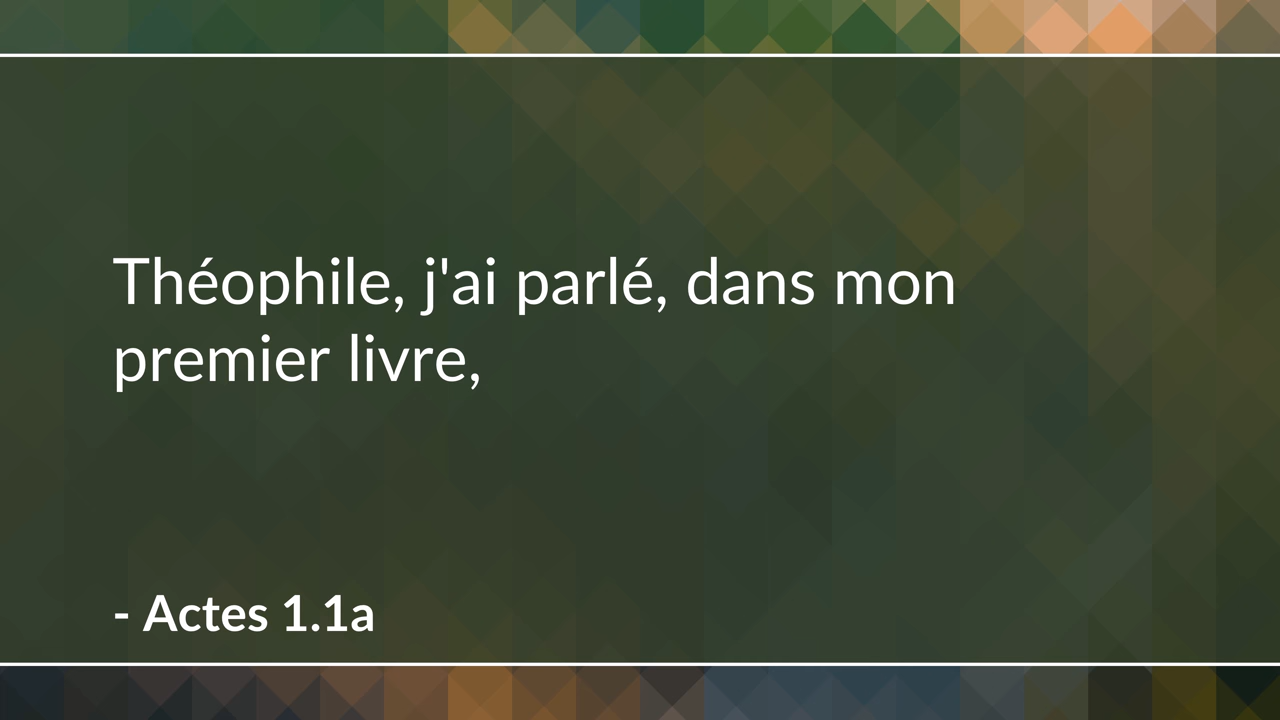 Théophile, j'ai parlé, dans mon
premier livre,
- Actes 1.1a